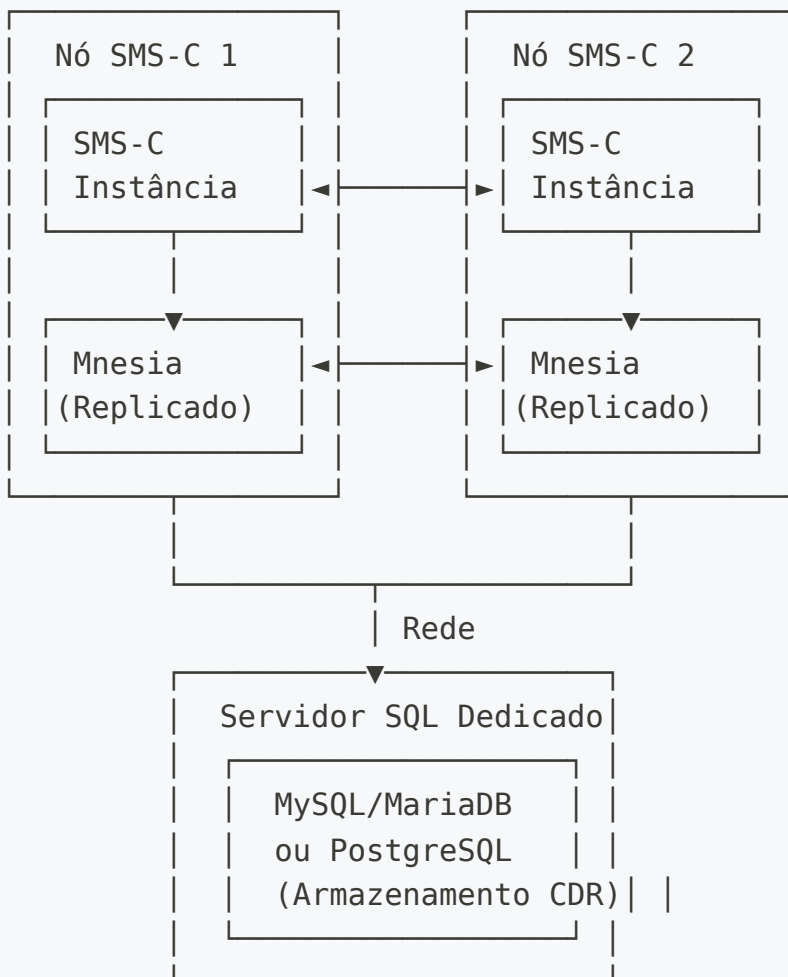 Nó SMS-C 1
Nó SMS-C 2
SMS-C
Instância
SMS-C
Instância
Mnesia
(Replicado)
Mnesia
(Replicado)
Rede
Servidor SQL Dedicado
MySQL/MariaDB
ou PostgreSQL
(Armazenamento CDR)